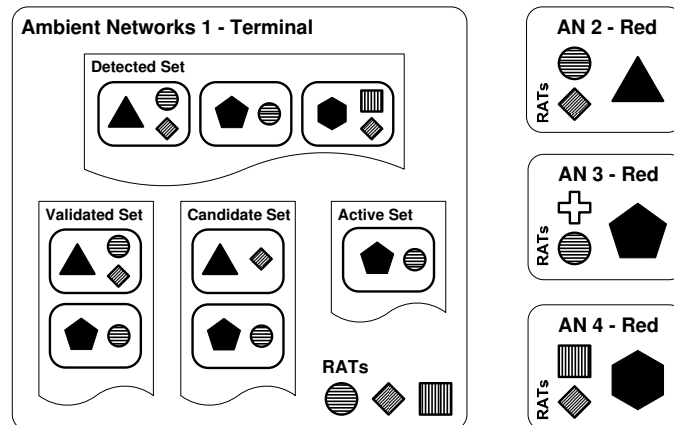 Ambient Networks 1 - Terminal
Detected Set
Validated Set
Candidate Set
Active Set
RATs
AN 2 - Red
RATs
AN 3 - Red
RATs
AN 4 - Red
RATs